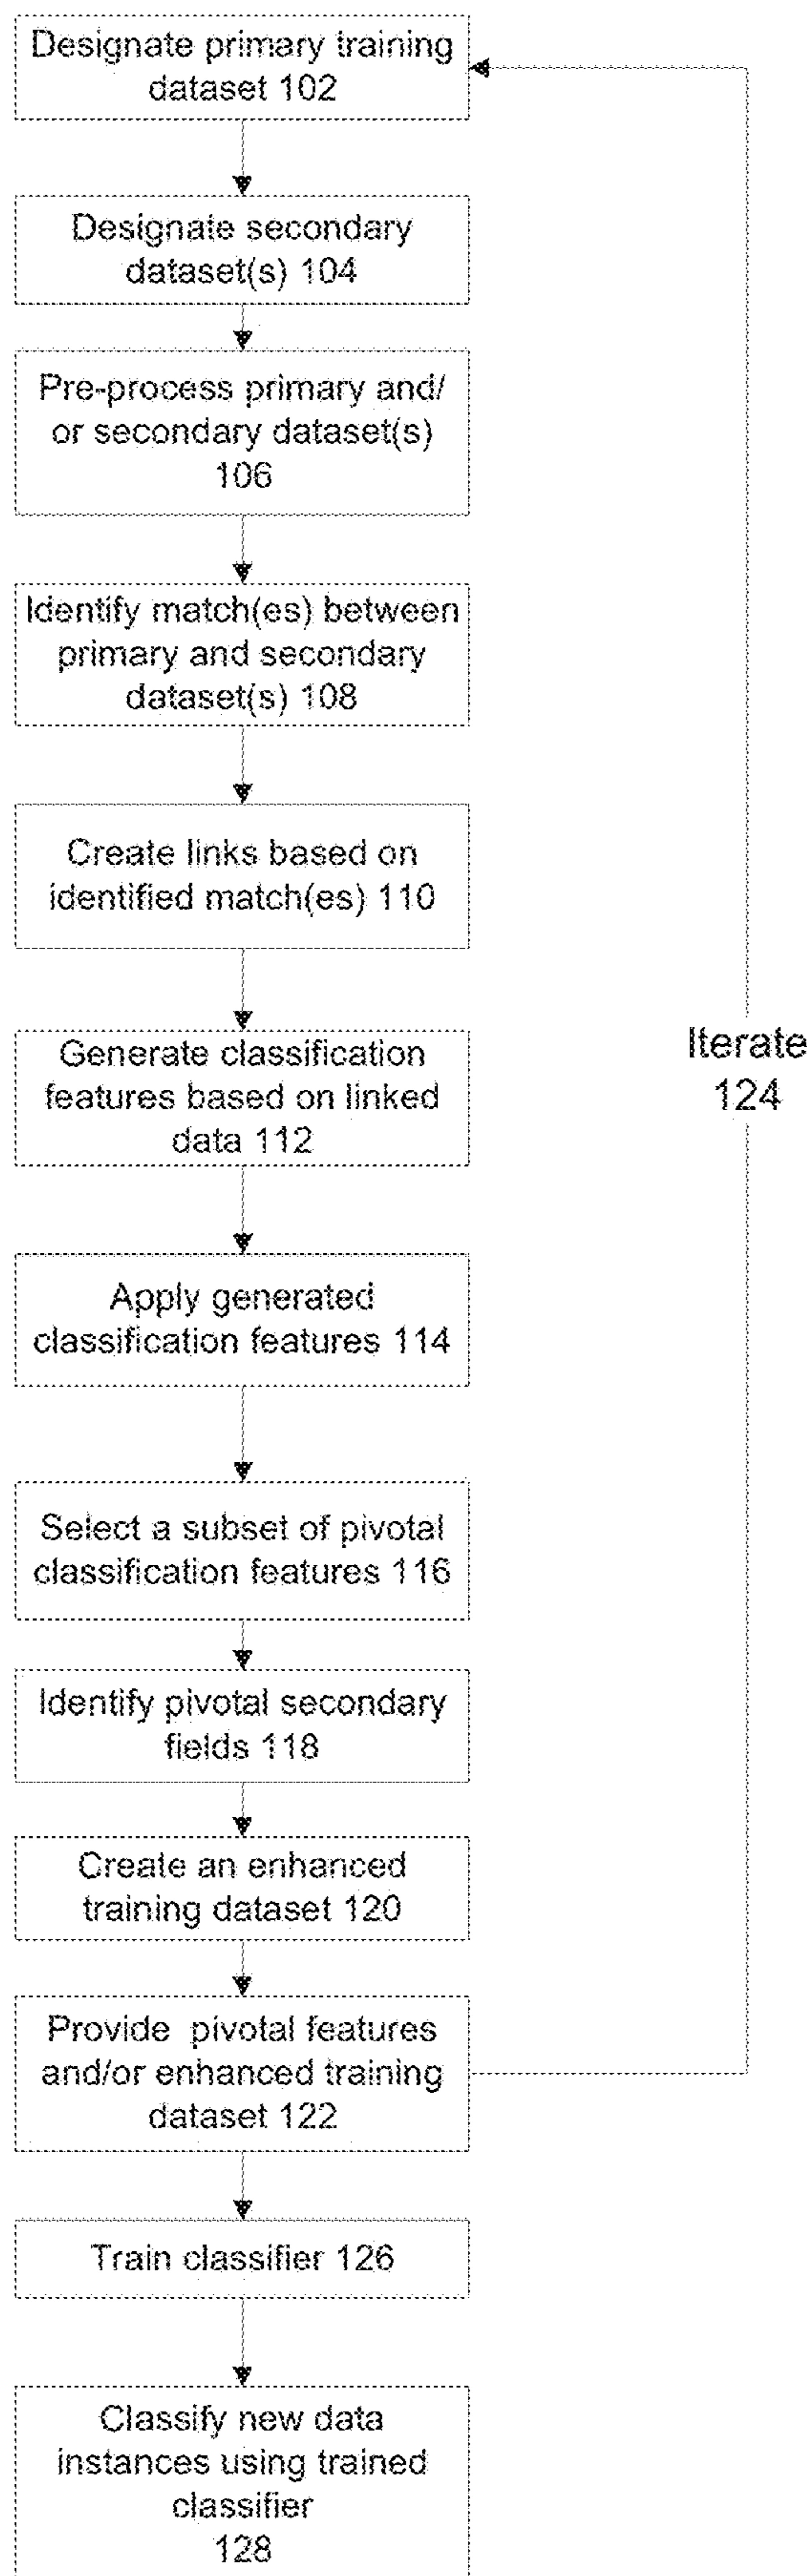 Designate primary training
dataset 102
Designate secondary
dataset(s) 104
Pre-process primary and/
or secondary dataset(s)
106
Identify match(es) between
primary and secondary
dataset(s) 108
Create links based on
identified match(es) 110
Generate classification
features based on linked
data 112
Apply generated
classification features 114
Select a subset of pivotal
classification features 116
Identify pivotal secondary
fields 118
Create an enhanced
training dataset 120
Provide pivotal features
and/or enhanced training
dataset 122
Iterate
124
Train classifier 126
Classify new data
instances using trained
classifier
128